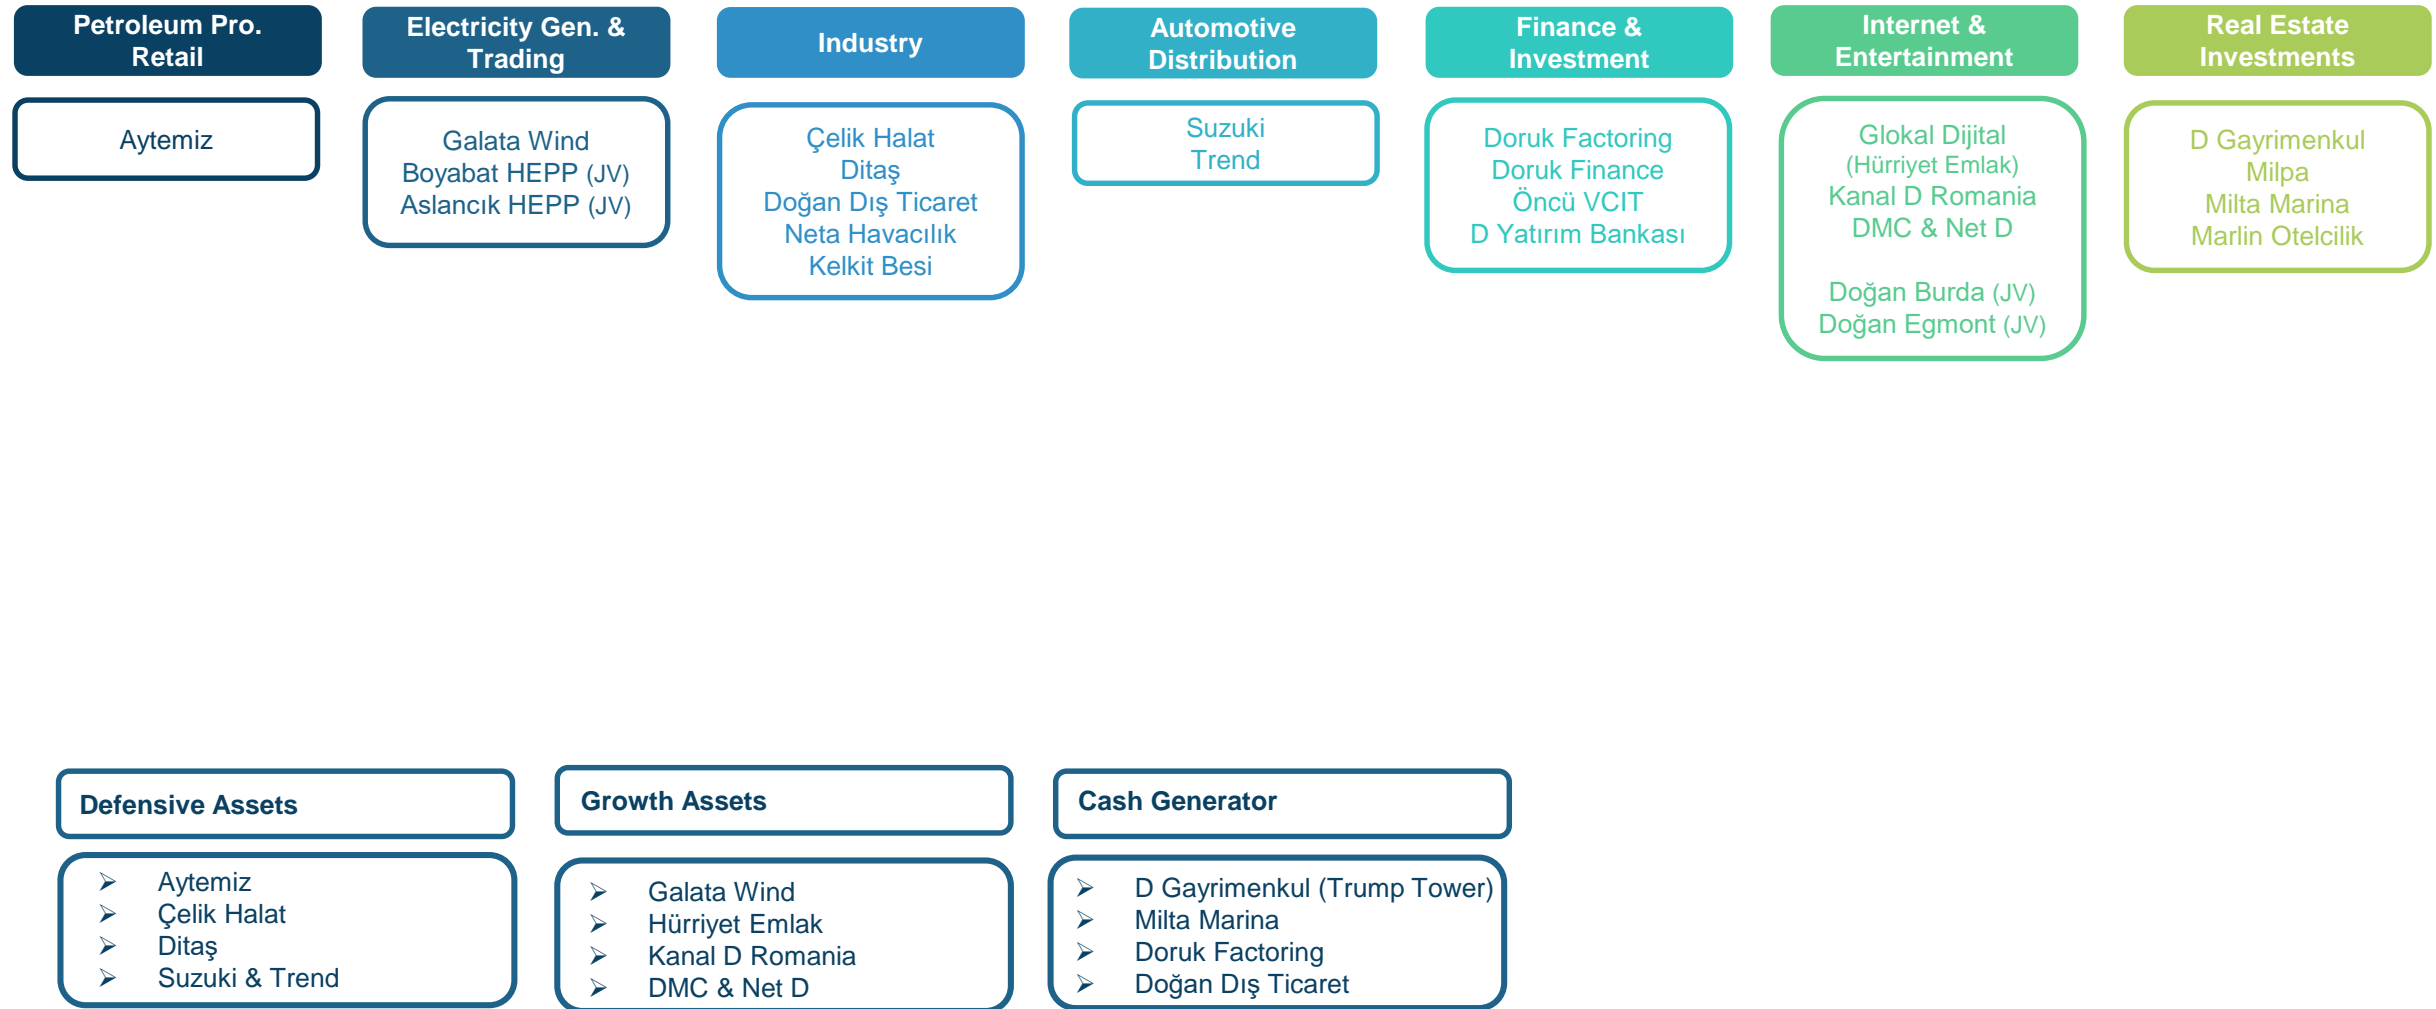 Petroleum Pro.
Retail
Aytemiz
Electricity Gen. &
Trading
Galata Wind
Boyabat HEPP (JV)
Aslancık HEPP (JV)
Industry
Çelik Halat
Ditaş
Doğan Dış Ticaret
Neta Havacılık
Kelkit Besi
Automotive
Distribution
Suzuki
Trend
Finance &
Investment
Doruk Factoring
Doruk Finance
Öncü VCIT
D Yatırım Bankası
Internet &
Entertainment
Glokal Dijital
(Hürriyet Emlak)
Kanal D Romania
DMC & Net D
Doğan Burda (JV)
Doğan Egmont (JV)
Real Estate
Investments
D Gayrimenkul
Milpa
Milta Marina
Marlin Otelcilik
Defensive Assets
➢ Aytemiz
➢ Çelik Halat
➢ Ditaş
➢ Suzuki & Trend
Growth Assets
➢ Galata Wind
➢ Hürriyet Emlak
➢ Kanal D Romania
➢ DMC & Net D
Cash Generator
➢ D Gayrimenkul (Trump Tower)
➢ Milta Marina
➢ Doruk Factoring
➢ Doğan Dış Ticaret